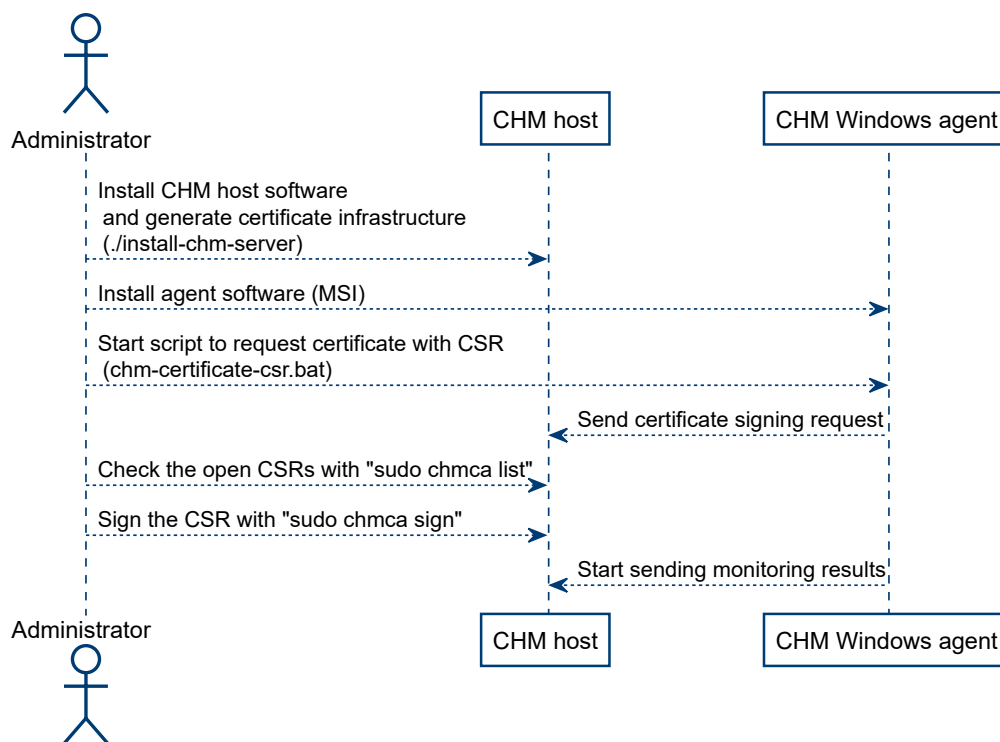 Administrator
CHM host
CHM Windows agent
Install CHM host software
and generate certificate infrastructure
(./install-chm-server)
Install agent software (MSI)
Start script to request certificate with CSR
(chm-certificate-csr.bat)
Send certificate signing request
Check the open CSRs with "sudo chmca list"
Sign the CSR with "sudo chmca sign"
Start sending monitoring results
Administrator
CHM host
CHM Windows agent